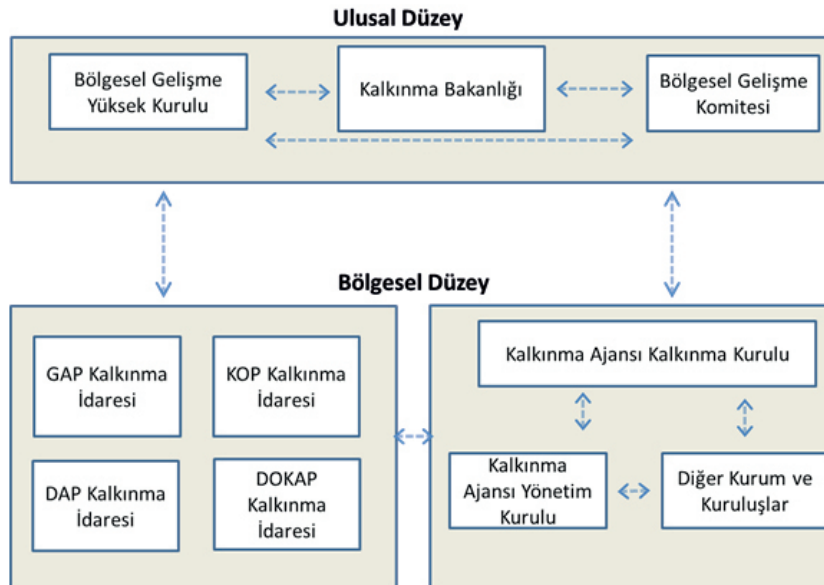 Ulusal Düzey
Bölgesel Gelişme
Yüksek Kurulu
Kalkınma Bakanlığı
Bölgesel Gelişme
Komitesi
Bölgesel Düzey
GAP Kalkınma
İdaresi
KOP Kalkınma
İdaresi
DAP Kalkınma
İdaresi
DOKAP
Kalkınma
İdaresi
Kalkınma Ajansı Kalkınma Kurulu
Kalkınma
Ajansı Yönetim
Kurulu
Diğer Kurum ve
Kuruluşlar